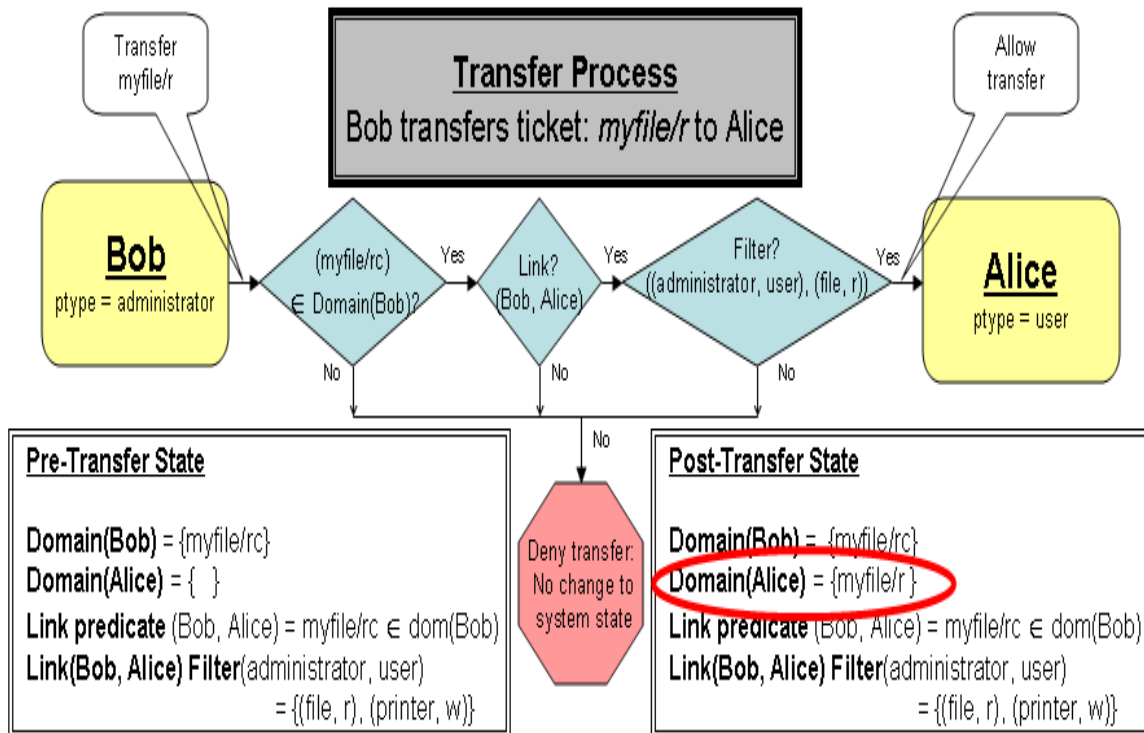 Transfer
myfile/r
Transfer Process
Bob transfers ticket: myfile/r to Alice
Allow
transfer
Bob
ptype = administrator
(myfile/rc)
∈ Domain(Bob)?
Yes
Link?
(Bob, Alice)
Yes
Filter?
((administrator, user), (file, r))
Yes
Alice
ptype = user
No
No
No
No
Pre-Transfer State
Domain(Bob) = {myfile/rc}
Domain(Alice) = {  }
Link predicate (Bob, Alice) = myfile/rc ∈ dom(Bob)
Link(Bob, Alice) Filter(administrator, user)
= {(file, r), (printer, w)}
Deny transfer:
No change to
system state
Post-Transfer State
Domain(Bob) = {myfile/rc}
Domain(Alice) = {myfile/r }
Link predicate (Bob, Alice) = myfile/rc ∈ dom(Bob)
Link(Bob, Alice) Filter(administrator, user)
= {(file, r), (printer, w)}